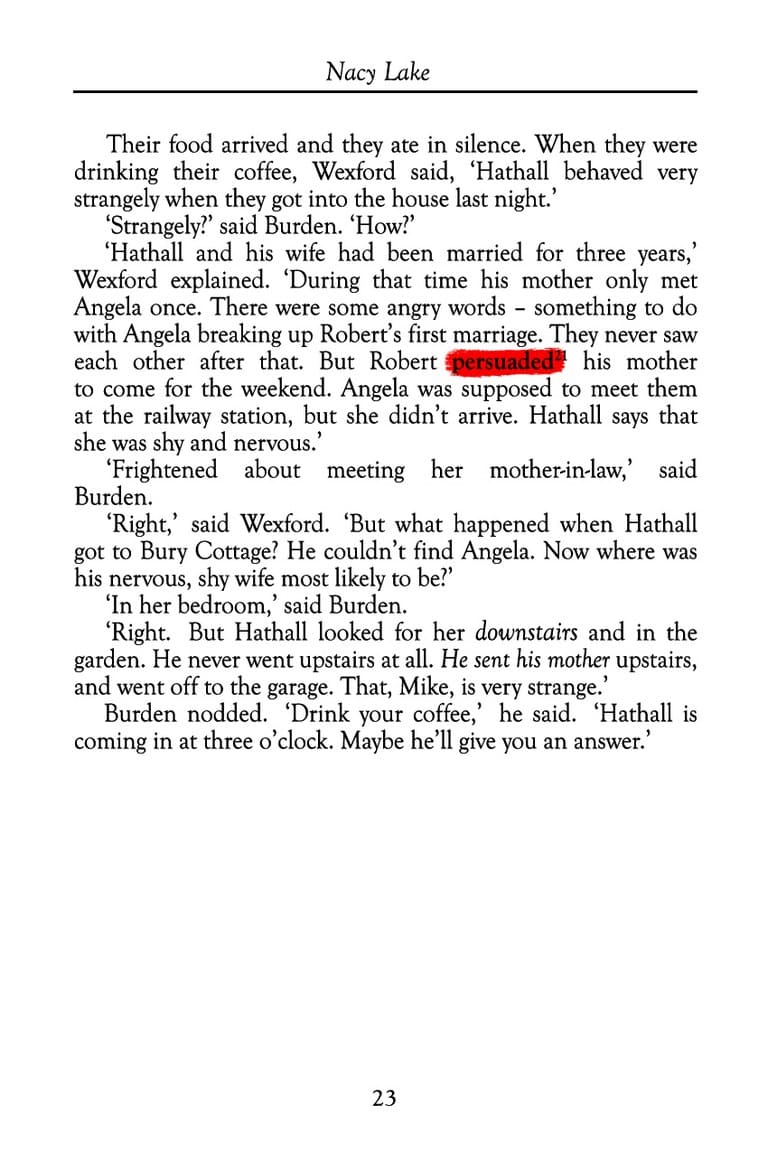 Nacy Lake
Their food arrived and they ate in silence. When they were
drinking their coffee, Wexford said, ‘Hathall behaved very
strangely when they got into the house last night.’
‘Strangely?’ said Burden. ‘How?’
‘Hathall and his wife had been married for three years,’
Wexford explained. ‘During that time his mother only met
Angela once. There were some angry words – something to do
with Angela breaking up Robert’s first marriage. They never saw
each other after that. But Robert persuaded²¹ his mother
to come for the weekend. Angela was supposed to meet them
at the railway station, but she didn’t arrive. Hathall says that
she was shy and nervous.’
‘Frightened about meeting her mother-in-law,’ said
Burden.
‘Right,’ said Wexford. ‘But what happened when Hathall
got to Bury Cottage? He couldn’t find Angela. Now where was
his nervous, shy wife most likely to be?’
‘In her bedroom,’ said Burden.
‘Right. But Hathall looked for her downstairs and in the
garden. He never went upstairs at all. He sent his mother upstairs,
and went off to the garage. That, Mike, is very strange.’
Burden nodded. ‘Drink your coffee,’ he said. ‘Hathall is
coming in at three o’clock. Maybe he’ll give you an answer.’
23